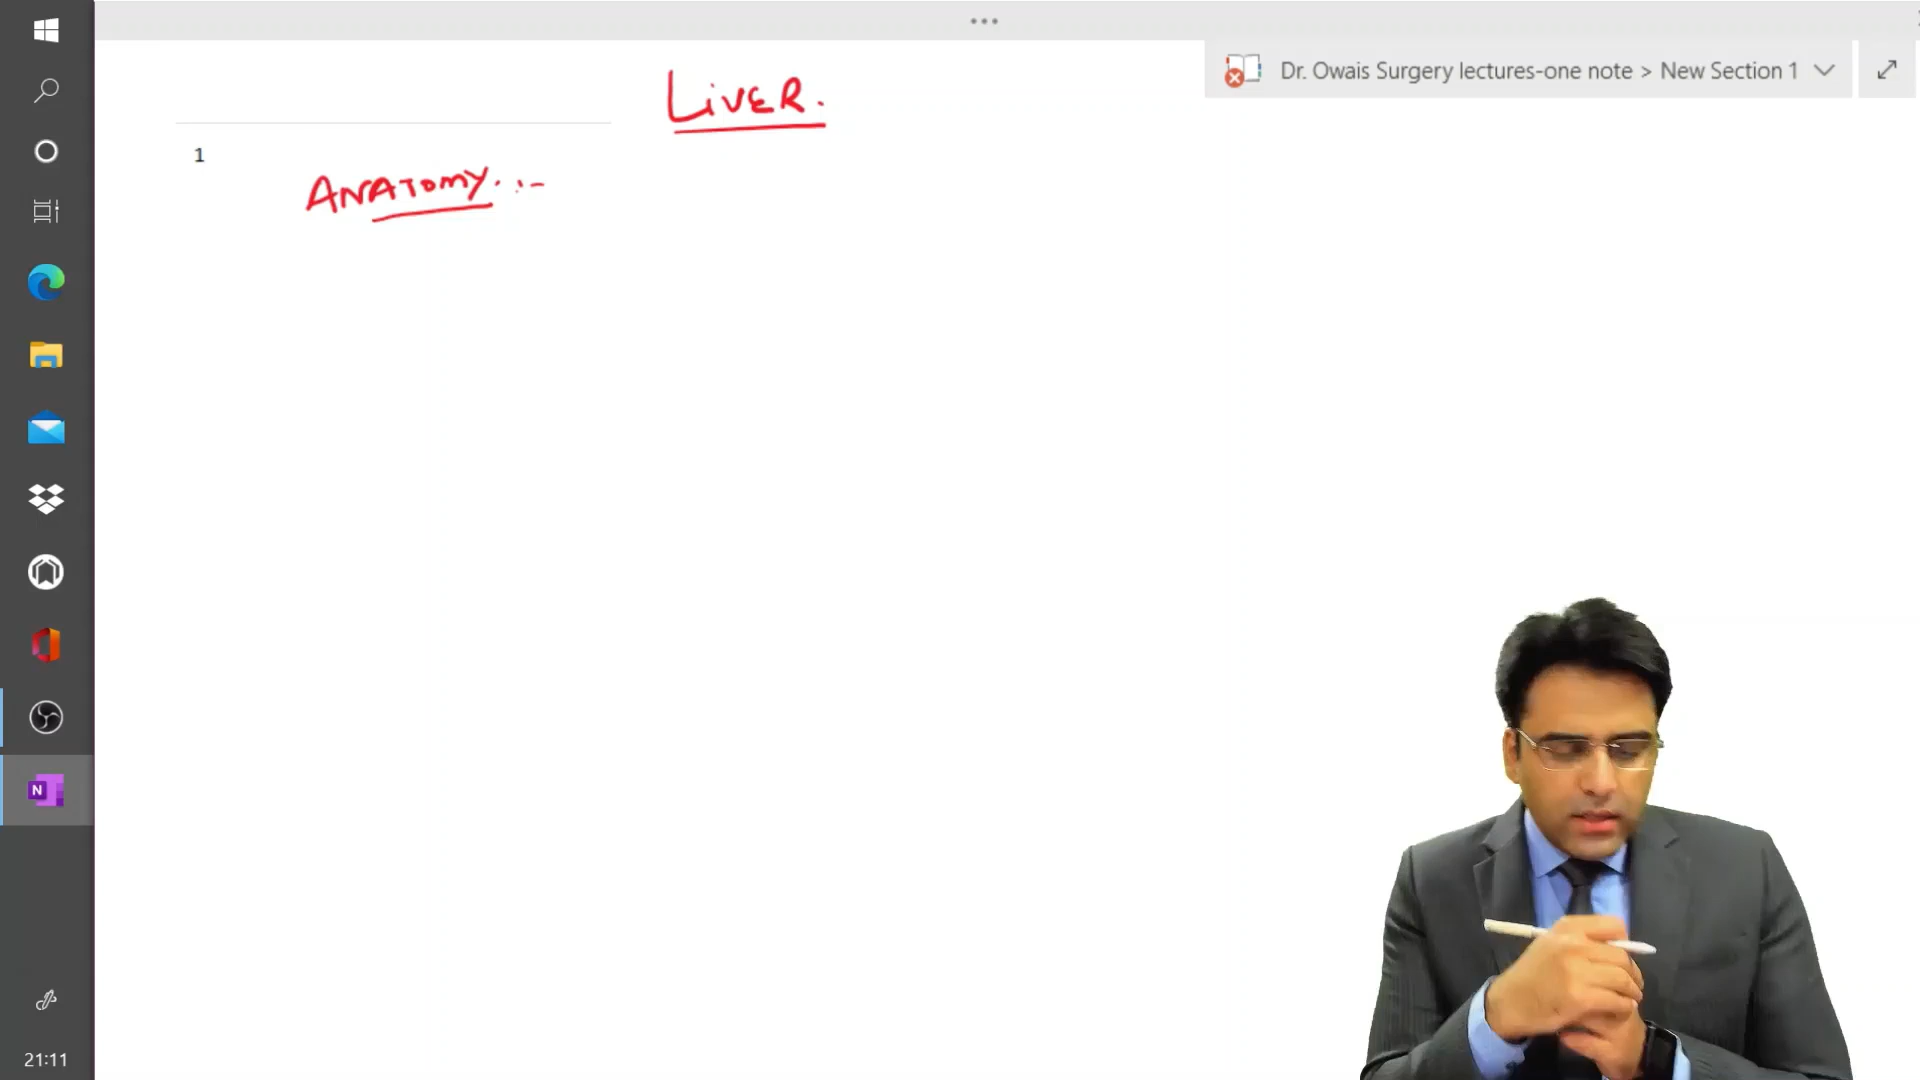 Dr. Owais Surgery lectures-one note > New Section 1
LIVER.
1
ANATOMY. :-
N
21:11